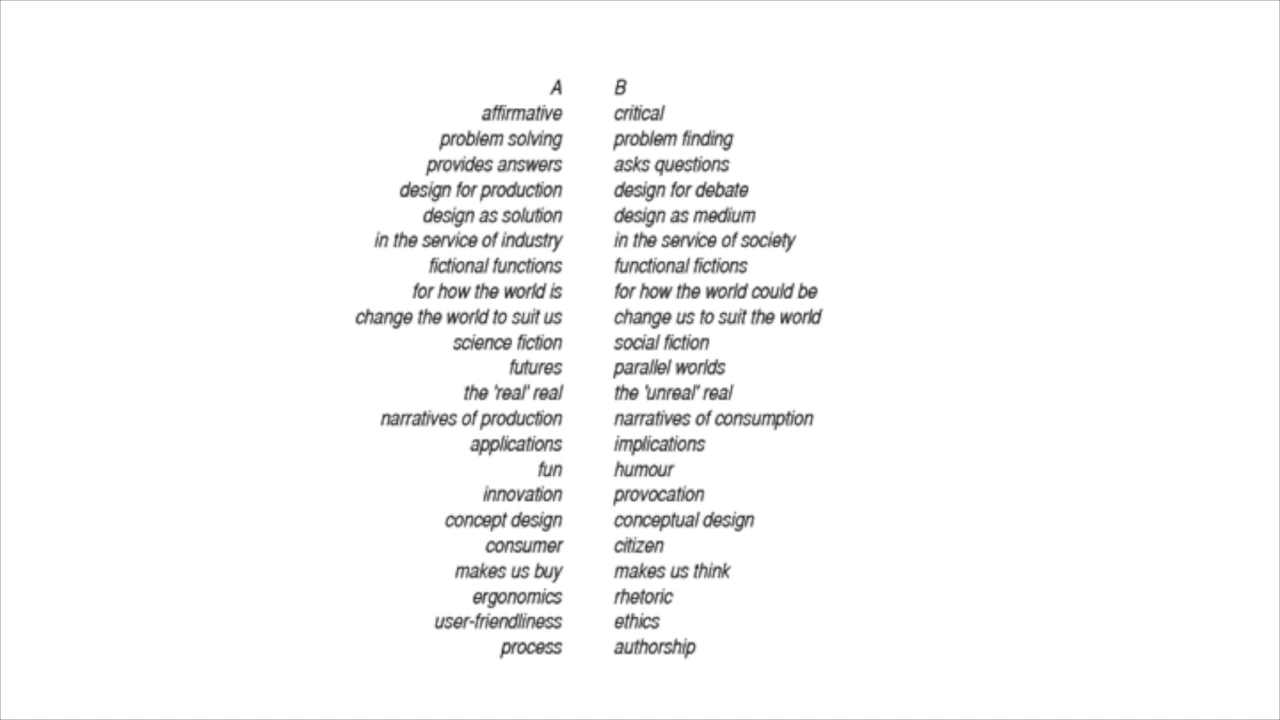 A B
affirmative critical
problem solving problem finding
provides answers asks questions
design for production design for debate
design as solution design as medium
in the service of industry in the service of society
fictional functions functional fictions
for how the world is for how the world could be
change the world to suit us change us to suit the world
science fiction social fiction
futures parallel worlds
the 'real' real the 'unreal' real
narratives of production narratives of consumption
applications implications
fun humour
innovation provocation
concept design conceptual design
consumer citizen
makes us buy makes us think
ergonomics rhetoric
user-friendliness ethics
process authorship